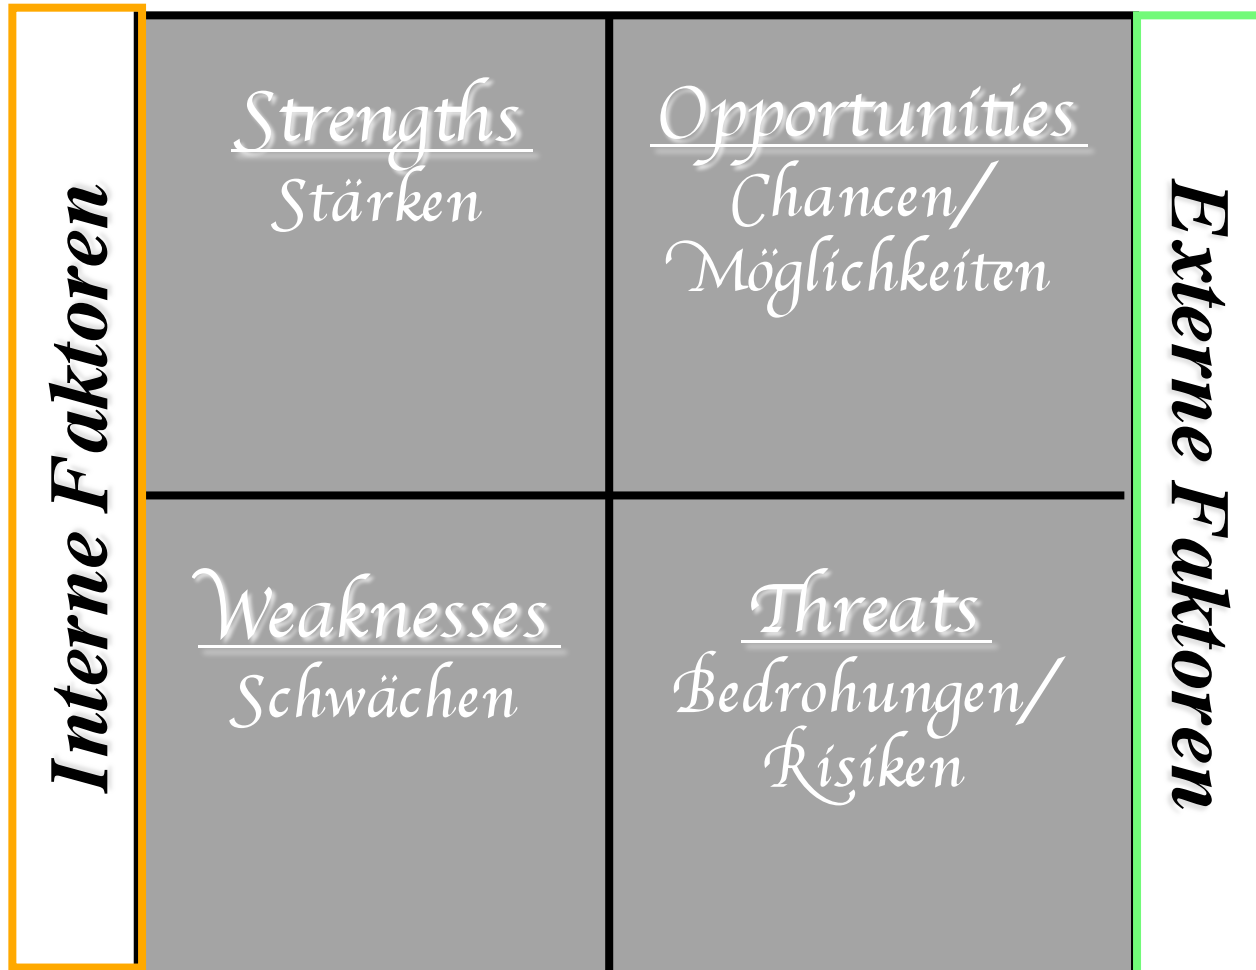 Interne Faktoren
Strengths
Stärken
Opportunities
Chancen/
Möglichkeiten
Weaknesses
Schwächen
Threats
Bedrohungen/
Risiken
Externe Faktoren